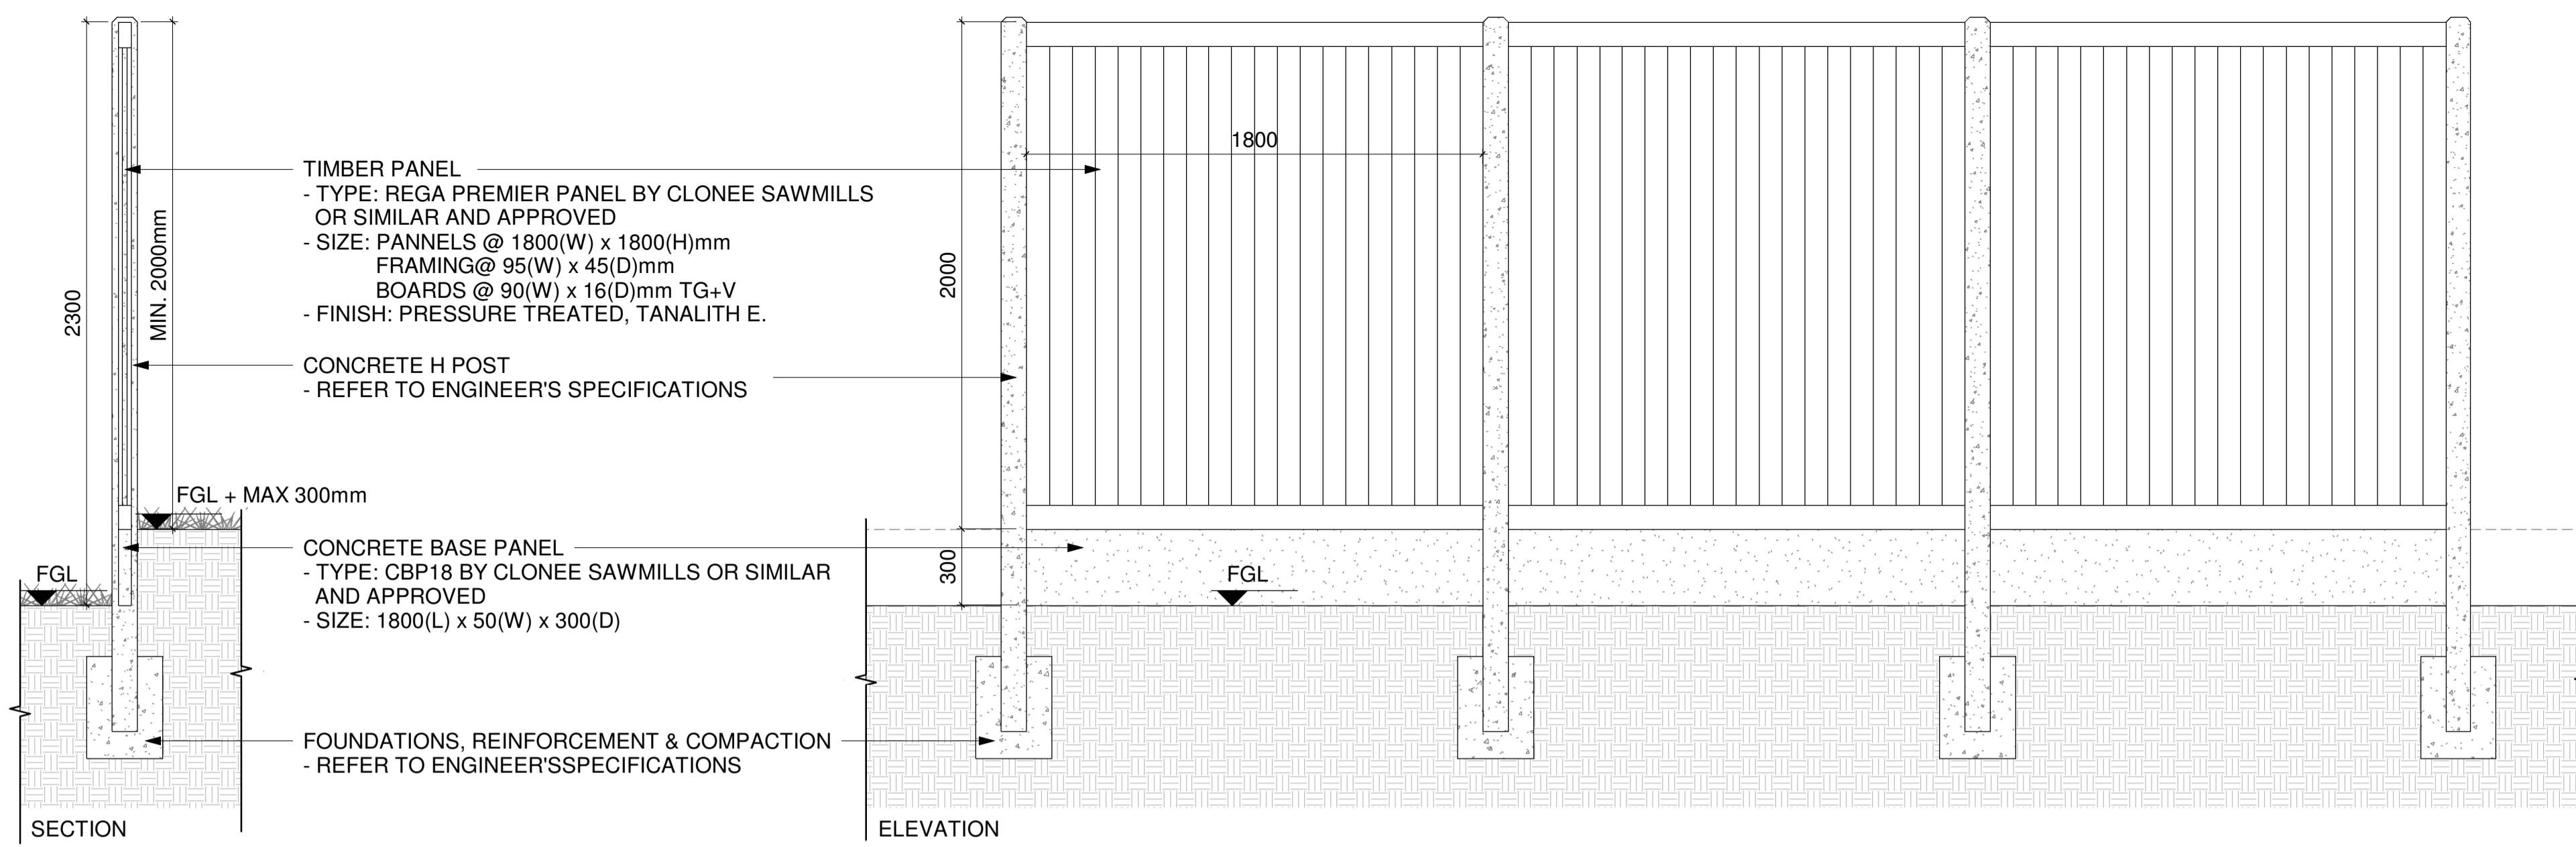 2300
MIN. 2000mm
FGL + MAX 300mm
FGL
TIMBER PANEL
- TYPE: REGA PREMIER PANEL BY CLONEE SAWMILLS
OR SIMILAR AND APPROVED
- SIZE: PANNELS @ 1800(W) x 1800(H)mm
FRAMING@ 95(W) x 45(D)mm
BOARDS @ 90(W) x 16(D)mm TG+V
- FINISH: PRESSURE TREATED, TANALITH E.
CONCRETE H POST
- REFER TO ENGINEER'S SPECIFICATIONS
CONCRETE BASE PANEL
- TYPE: CBP18 BY CLONEE SAWMILLS OR SIMILAR
AND APPROVED
- SIZE: 1800(L) x 50(W) x 300(D)
FOUNDATIONS, REINFORCEMENT & COMPACTION
- REFER TO ENGINEER'SSPECIFICATIONS
SECTION
1800
2000
300
FGL
ELEVATION